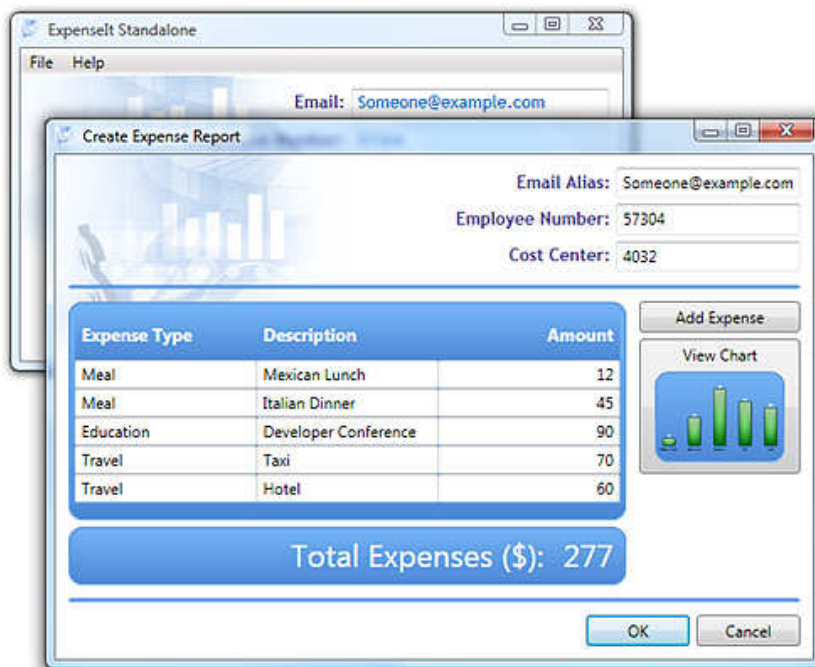 ExpenseIt Standalone
File Help
Email: Someone@example.com
Create Expense Report
Email Alias: Someone@example.com
Employee Number: 57304
Cost Center: 4032
Expense Type Description Amount
Meal Mexican Lunch 12
Meal Italian Dinner 45
Education Developer Conference 90
Travel Taxi 70
Travel Hotel 60
Add Expense
View Chart
Total Expenses ($): 277
OK Cancel